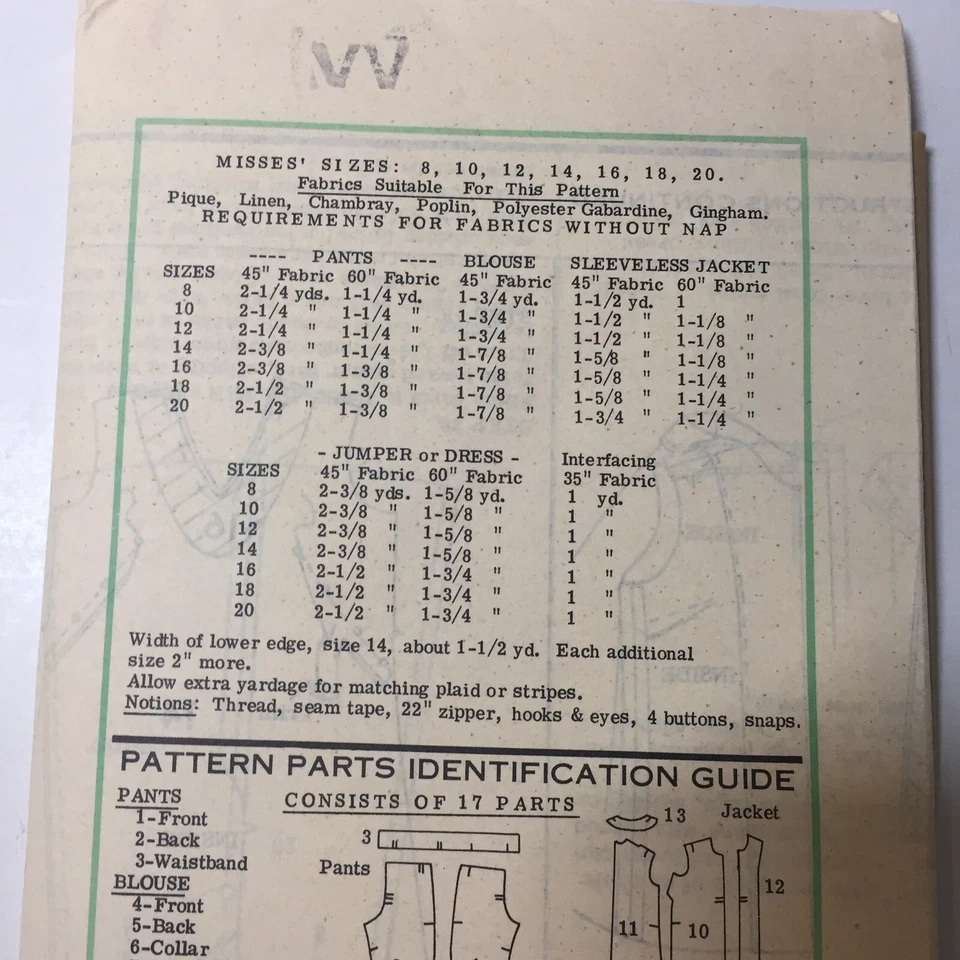 VV
MISSES' SIZES: 8, 10, 12, 14, 16, 18, 20.
Fabrics Suitable For This Pattern
Pique, Linen, Chambray, Poplin, Polyester Gabardine, Gingham.
REQUIREMENTS FOR FABRICS WITHOUT NAP
---- PANTS ---- BLOUSE SLEEVELESS JACKET
SIZES 45" Fabric 60" Fabric 45" Fabric 45" Fabric 60" Fabric
8 2-1/4 yds. 1-1/4 yd. 1-3/4 yd. 1-1/2 yd. 1
10 2-1/4 " 1-1/4 " 1-3/4 " 1-1/2 " 1-1/8 "
12 2-1/4 " 1-1/4 " 1-3/4 " 1-1/2 " 1-1/8 "
14 2-3/8 " 1-1/4 " 1-7/8 " 1-5/8 " 1-1/8 "
16 2-3/8 " 1-3/8 " 1-7/8 " 1-5/8 " 1-1/4 "
18 2-1/2 " 1-3/8 " 1-7/8 " 1-5/8 " 1-1/4 "
20 2-1/2 " 1-3/8 " 1-7/8 " 1-3/4 " 1-1/4 "
- JUMPER or DRESS - Interfacing
SIZES 45" Fabric 60" Fabric 35" Fabric
8 2-3/8 yds. 1-5/8 yd. 1 yd.
10 2-3/8 " 1-5/8 " 1 "
12 2-3/8 " 1-5/8 " 1 "
14 2-3/8 " 1-5/8 " 1 "
16 2-1/2 " 1-3/4 " 1 "
18 2-1/2 " 1-3/4 " 1 "
20 2-1/2 " 1-3/4 " 1 "
Width of lower edge, size 14, about 1-1/2 yd. Each additional
size 2" more.
Allow extra yardage for matching plaid or stripes.
Notions: Thread, seam tape, 22" zipper, hooks & eyes, 4 buttons, snaps.
PATTERN PARTS IDENTIFICATION GUIDE
PANTS
1-Front
2-Back
3-Waistband
BLOUSE
4-Front
5-Back
6-Collar
CONSISTS OF 17 PARTS
3
Pants
13 Jacket
12
11
10